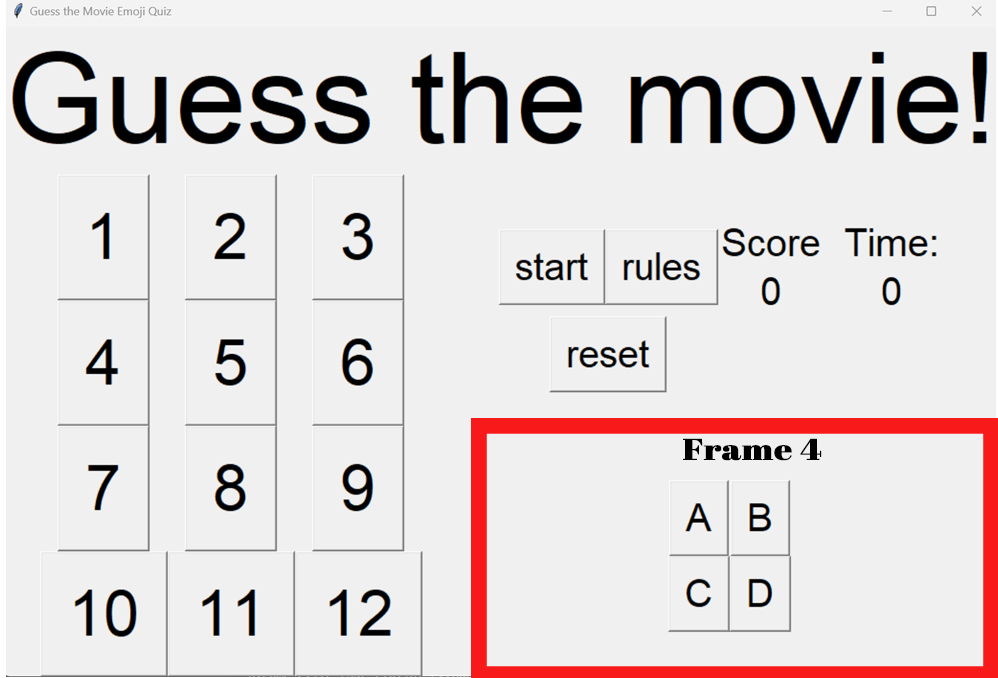 Guess the Movie Emoji Quiz
Guess the movie!
1 2 3
4 5 6
7 8 9
10 11 12
start rules
reset
Score Time:
0 0
Frame 4
A B
C D